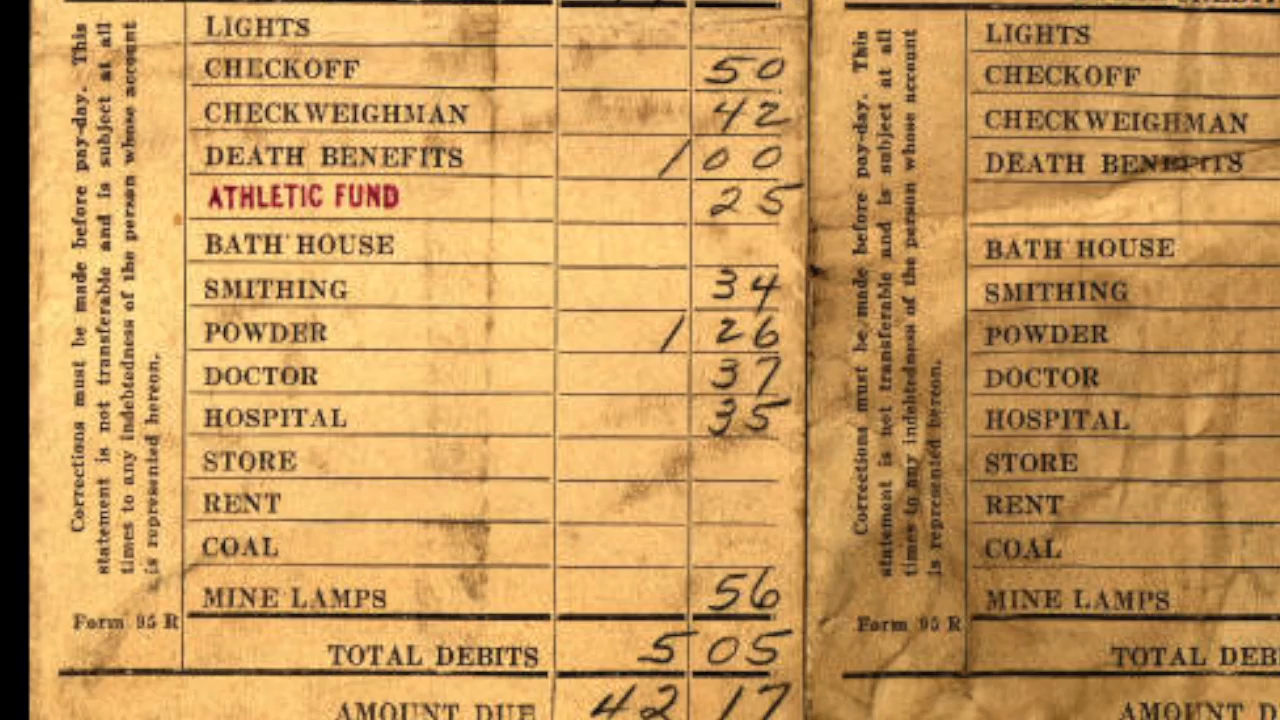 Corrections must be made before pay-day. This
statement is not transferable and is subject at all
times to any indebtedness of the person whose account
is represented hereon.
Form 95 R
LIGHTS
CHECKOFF 50
CHECKWEIGHMAN 42
DEATH BENEFITS 1 00
ATHLETIC FUND 25
BATH HOUSE
SMITHING 34
POWDER 1 26
DOCTOR 37
HOSPITAL 35
STORE
RENT
COAL
MINE LAMPS 56
TOTAL DEBITS 5 05
AMOUNT DUE 42 17
Corrections must be made before pay-day. This
statement is not transferable and is subject at all
times to any indebtedness of the person whose account
is represented hereon.
Form 95 R
LIGHTS
CHECKOFF
CHECKWEIGHMAN
DEATH BENEFITS
BATH HOUSE
SMITHING
POWDER
DOCTOR
HOSPITAL
STORE
RENT
COAL
MINE LAMPS
TOTAL DEB
AMOUNT D